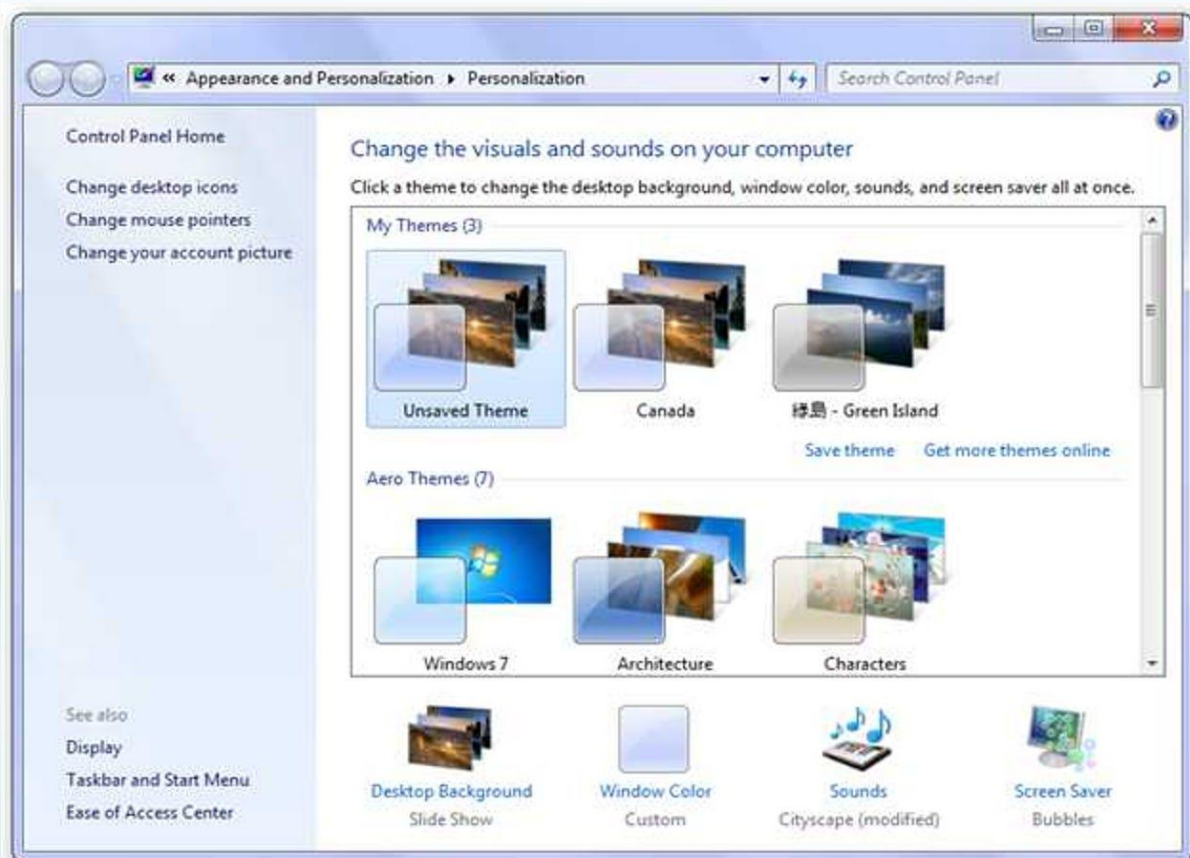 « Appearance and Personalization ▸ Personalization
Search Control Panel
Control Panel Home
Change desktop icons
Change mouse pointers
Change your account picture
Change the visuals and sounds on your computer
Click a theme to change the desktop background, window color, sounds, and screen saver all at once.
My Themes (3)
Unsaved Theme
Canada
綠島 - Green Island
Save theme
Get more themes online
Aero Themes (7)
Windows 7
Architecture
Characters
See also
Display
Taskbar and Start Menu
Ease of Access Center
Desktop Background
Slide Show
Window Color
Custom
Sounds
Cityscape (modified)
Screen Saver
Bubbles